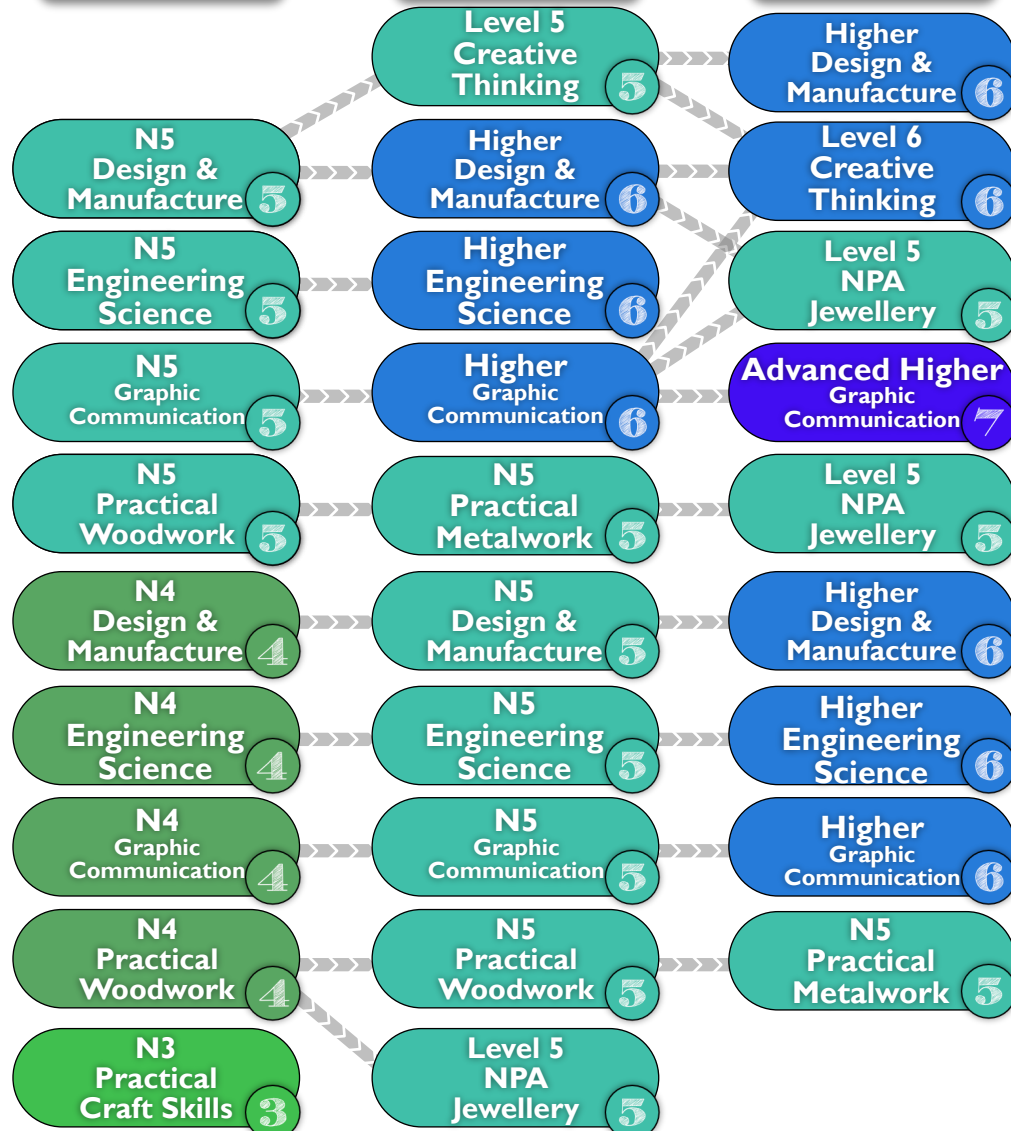 Level 5
Creative
Thinking
5
Higher
Design &
Manufacture
6
N5
Design &
Manufacture
5
Higher
Design &
Manufacture
6
Level 6
Creative
Thinking
6
N5
Engineering
Science
5
Higher
Engineering
Science
6
Level 5
NPA
Jewellery
5
N5
Graphic
Communication
5
Higher
Graphic
Communication
6
Advanced Higher
Graphic
Communication
7
N5
Practical
Woodwork
5
N5
Practical
Metalwork
5
Level 5
NPA
Jewellery
5
N4
Design &
Manufacture
4
N5
Design &
Manufacture
5
Higher
Design &
Manufacture
6
N4
Engineering
Science
4
N5
Engineering
Science
5
Higher
Engineering
Science
6
N4
Graphic
Communication
4
N5
Graphic
Communication
5
Higher
Graphic
Communication
6
N4
Practical
Woodwork
4
N5
Practical
Woodwork
5
N5
Practical
Metalwork
5
N3
Practical
Craft Skills
3
Level 5
NPA
Jewellery
5